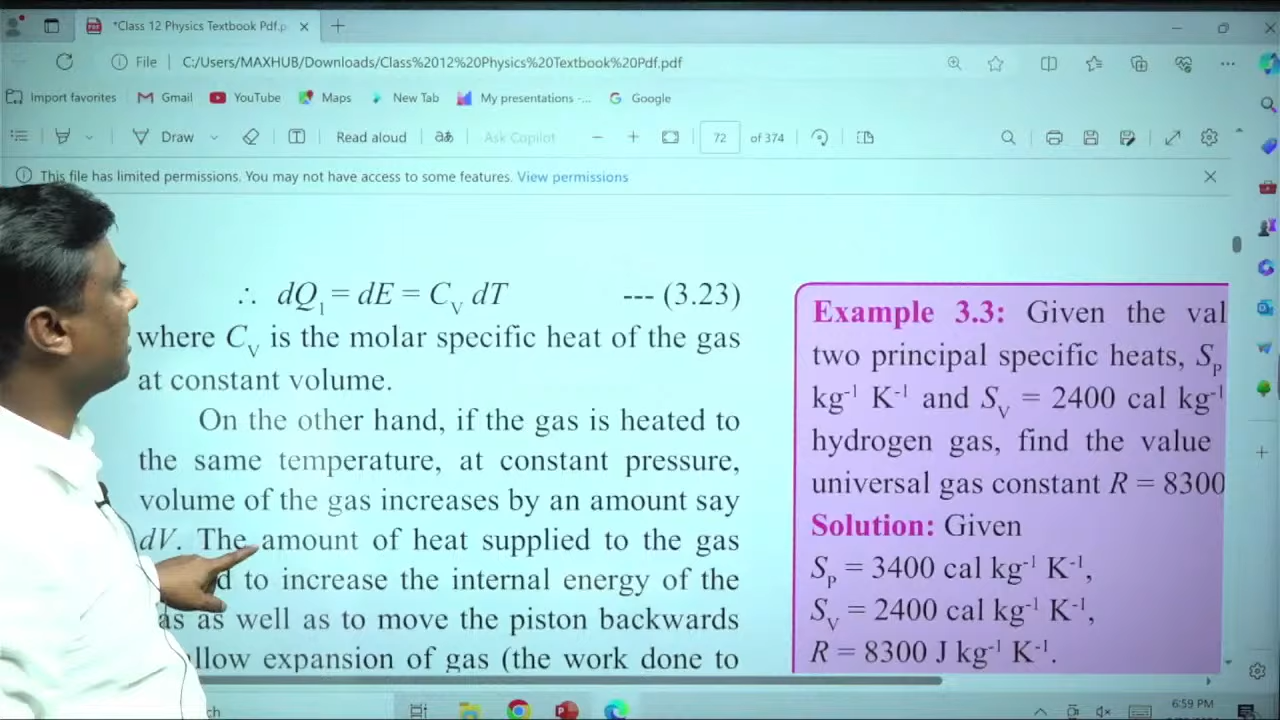 *Class 12 Physics Textbook Pdf.p
File
C:/Users/MAXHUB/Downloads/Class%2012%20Physics%20Textbook%20Pdf.pdf
Import favorites
Gmail
YouTube
Maps
New Tab
My presentations -...
Google
Draw
Read aloud
Ask Copilot
72
of 374
This file has limited permissions. You may not have access to some features. View permissions
∴ dQ₁ = dE = C_V dT --- (3.23)
where C_V is the molar specific heat of the gas
at constant volume.
On the other hand, if the gas is heated to
the same temperature, at constant pressure,
volume of the gas increases by an amount say
dV. The amount of heat supplied to the gas
d to increase the internal energy of the
as as well as to move the piston backwards
llow expansion of gas (the work done to
Example 3.3: Given the val
two principal specific heats, S_P
kg⁻¹ K⁻¹ and S_V = 2400 cal kg⁻¹
hydrogen gas, find the value
universal gas constant R = 8300
Solution: Given
S_P = 3400 cal kg⁻¹ K⁻¹,
S_V = 2400 cal kg⁻¹ K⁻¹,
R = 8300 J kg⁻¹ K⁻¹.
ch
6:59 PM